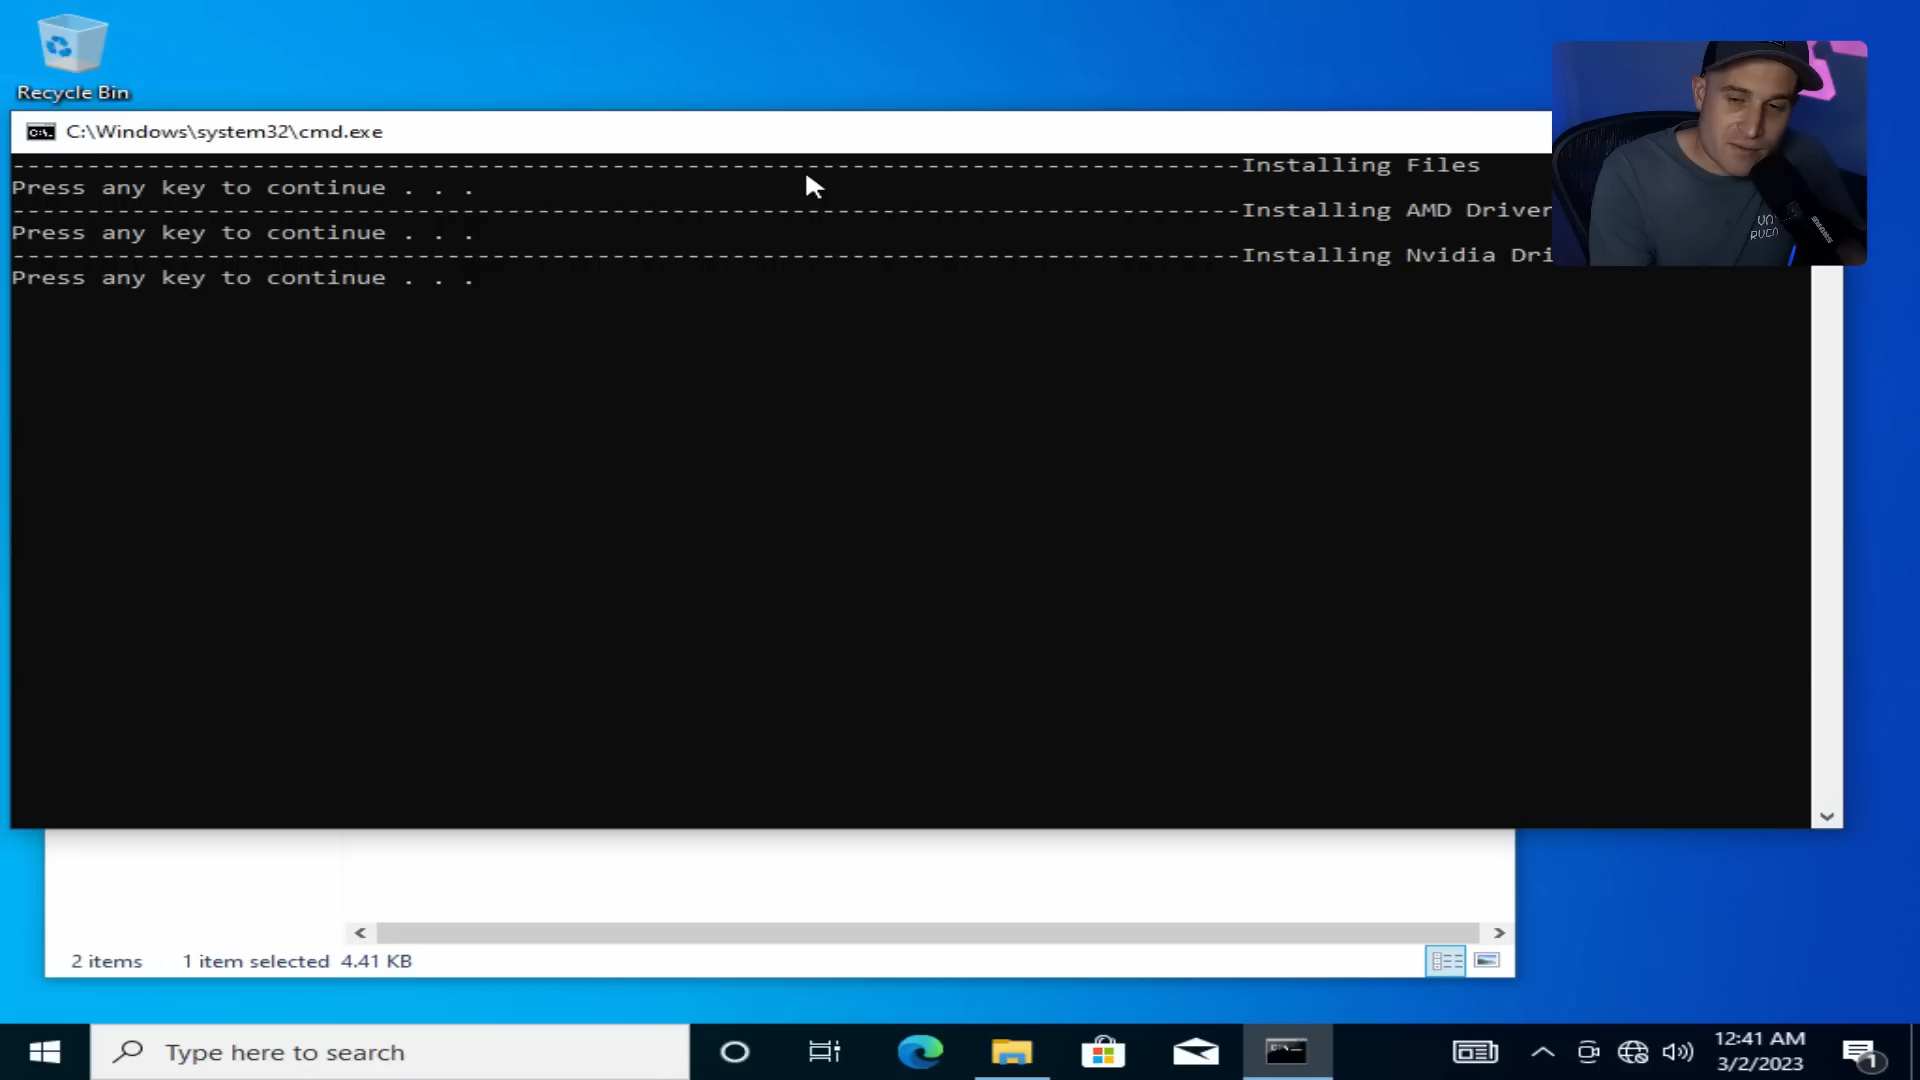 Recycle Bin
C:\Windows\system32\cmd.exe
----------------------------------------------------------------------------------Installing Files
Press any key to continue . . .
----------------------------------------------------------------------------------Installing AMD Driver
Press any key to continue . . .
----------------------------------------------------------------------------------Installing Nvidia Dri
Press any key to continue . . .
2 items 1 item selected 4.41 KB
Type here to search
12:41 AM
3/2/2023
1